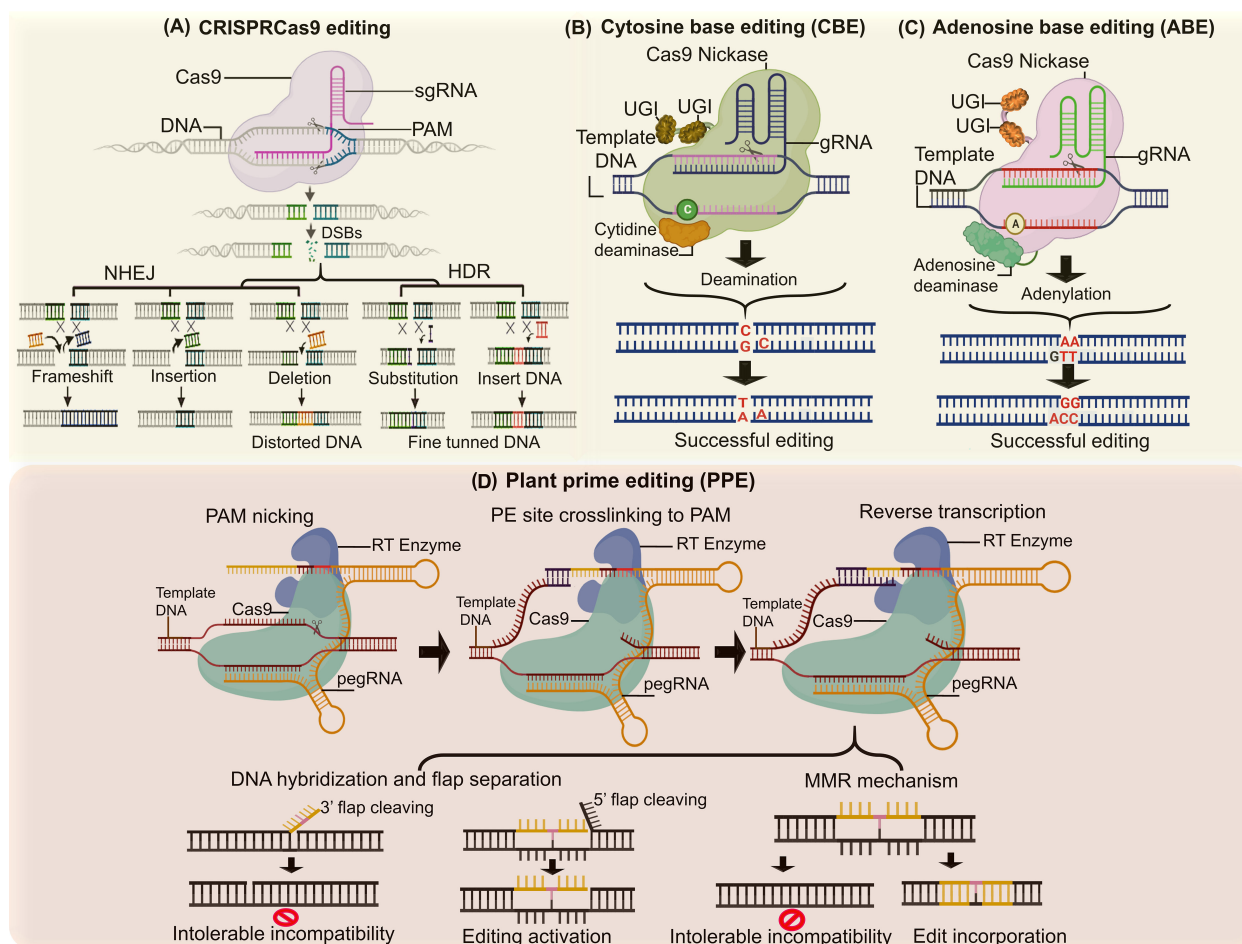 (A) CRISPRCas9 editing
Cas9
sgRNA
DNA
PAM
DSBs
NHEJ
HDR
Frameshift
Insertion
Deletion
Substitution
Insert DNA
Distorted DNA
Fine tunned DNA
(B) Cytosine base editing (CBE)
Cas9 Nickase
UGI
UGI
Template
DNA
gRNA
C
Cytidine
deaminase
Deamination
C
G C
T
A A
Successful editing
(C) Adenosine base editing (ABE)
Cas9 Nickase
UGI
UGI
Template
DNA
gRNA
A
Adenosine
deaminase
Adenylation
AA
GTT
GG
ACC
Successful editing
(D) Plant prime editing (PPE)
PAM nicking
RT Enzyme
Template
DNA
Cas9
pegRNA
PE site crosslinking to PAM
RT Enzyme
Template
DNA
Cas9
pegRNA
Reverse transcription
RT Enzyme
Template
DNA
Cas9
pegRNA
DNA hybridization and flap separation
3' flap cleaving
5' flap cleaving
Intolerable incompatibility
Editing activation
MMR mechanism
Intolerable incompatibility
Edit incorporation